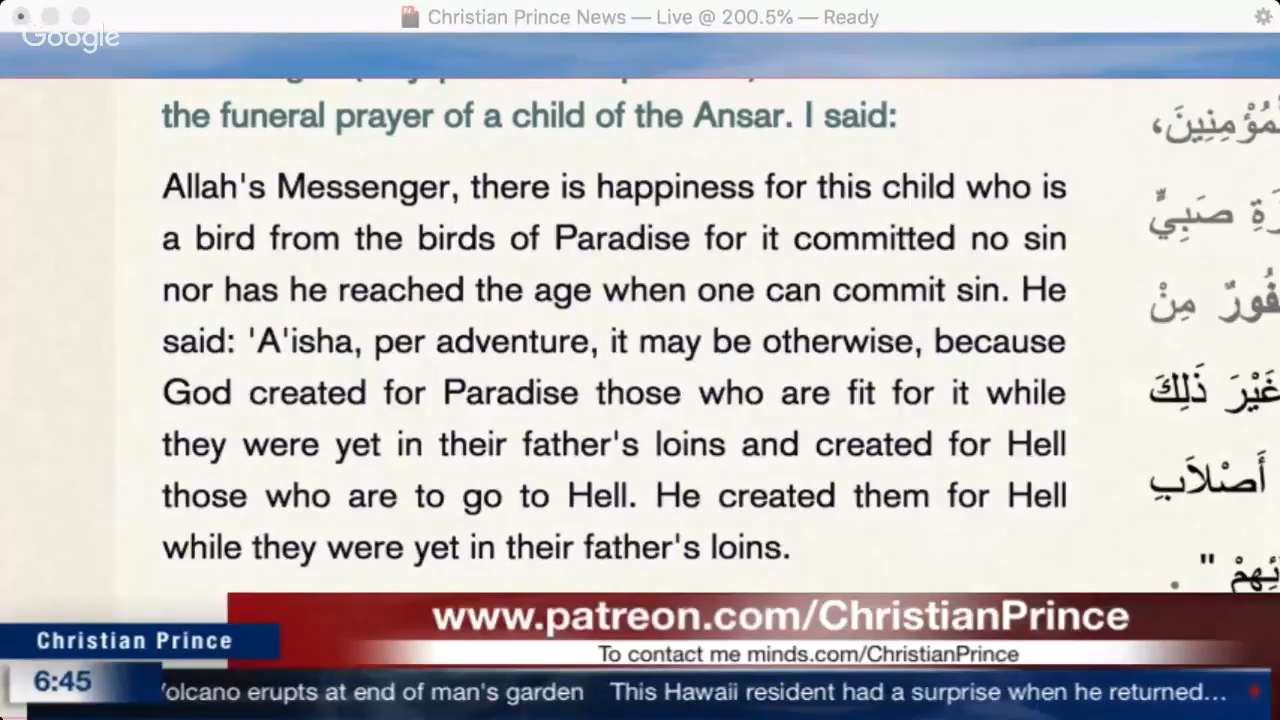 Christian Prince News — Live @ 200.5% — Ready
Google
the funeral prayer of a child of the Ansar. I said:
Allah's Messenger, there is happiness for this child who is
a bird from the birds of Paradise for it committed no sin
nor has he reached the age when one can commit sin. He
said: 'A'isha, per adventure, it may be otherwise, because
God created for Paradise those who are fit for it while
they were yet in their father's loins and created for Hell
those who are to go to Hell. He created them for Hell
while they were yet in their father's loins.
صَبِيٍّ
مِنْ
غَيْرَ ذَلِكَ
أَصْلاَبِ
www.patreon.com/ChristianPrince
To contact me minds.com/ChristianPrince
Christian Prince
6:45
Volcano erupts at end of man's garden This Hawaii resident had a surprise when he returned...